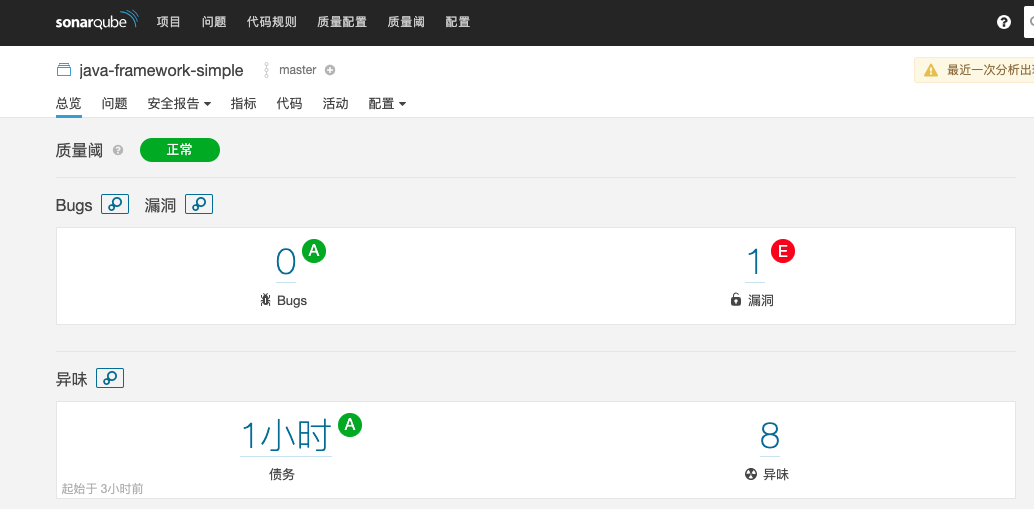 sonarqube 项目 问题 代码规则 质量配置 质量阈 配置 ?
java-framework-simple master
最近一次分析出
总览 问题 安全报告 指标 代码 活动 配置
质量阈 ? 正常
Bugs 漏洞
0 A 1 E
Bugs 漏洞
异味
1小时 A 8
债务 异味
起始于 3小时前